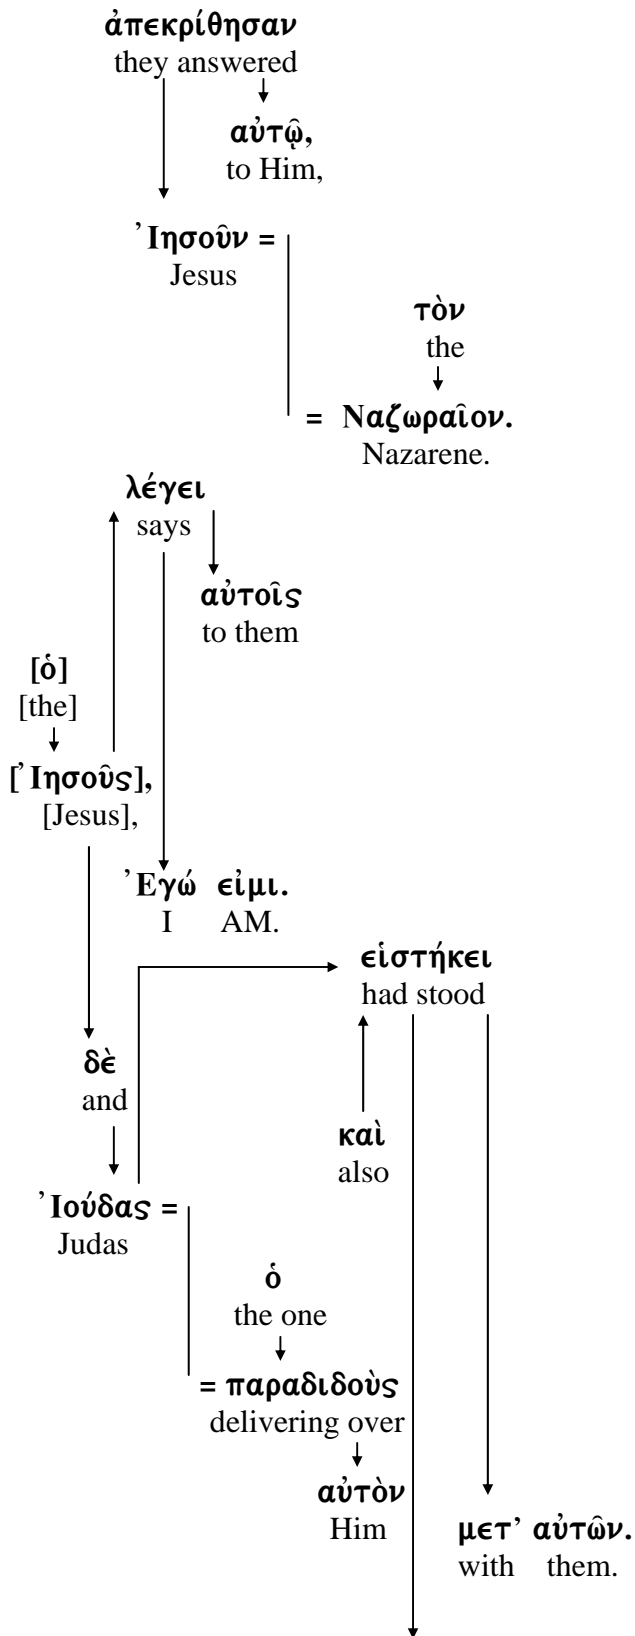 ἀπεκρίθησαν
they answered
αὐτῷ,
to Him,
Ἰησοῦν =
Jesus
τὸν
the
= Ναζωραῖον.
Nazarene.
λέγει
says
αὐτοῖς
to them
[ὁ]
[the]
[Ἰησοῦς],
[Jesus],
Ἐγώ εἰμι.
I AM.
εἱστήκει
had stood
δὲ
and
καὶ
also
Ἰούδας =
Judas
ὁ
the one
= παραδιδοὺς
delivering over
αὐτὸν
Him
μετ’ αὐτῶν.
with them.